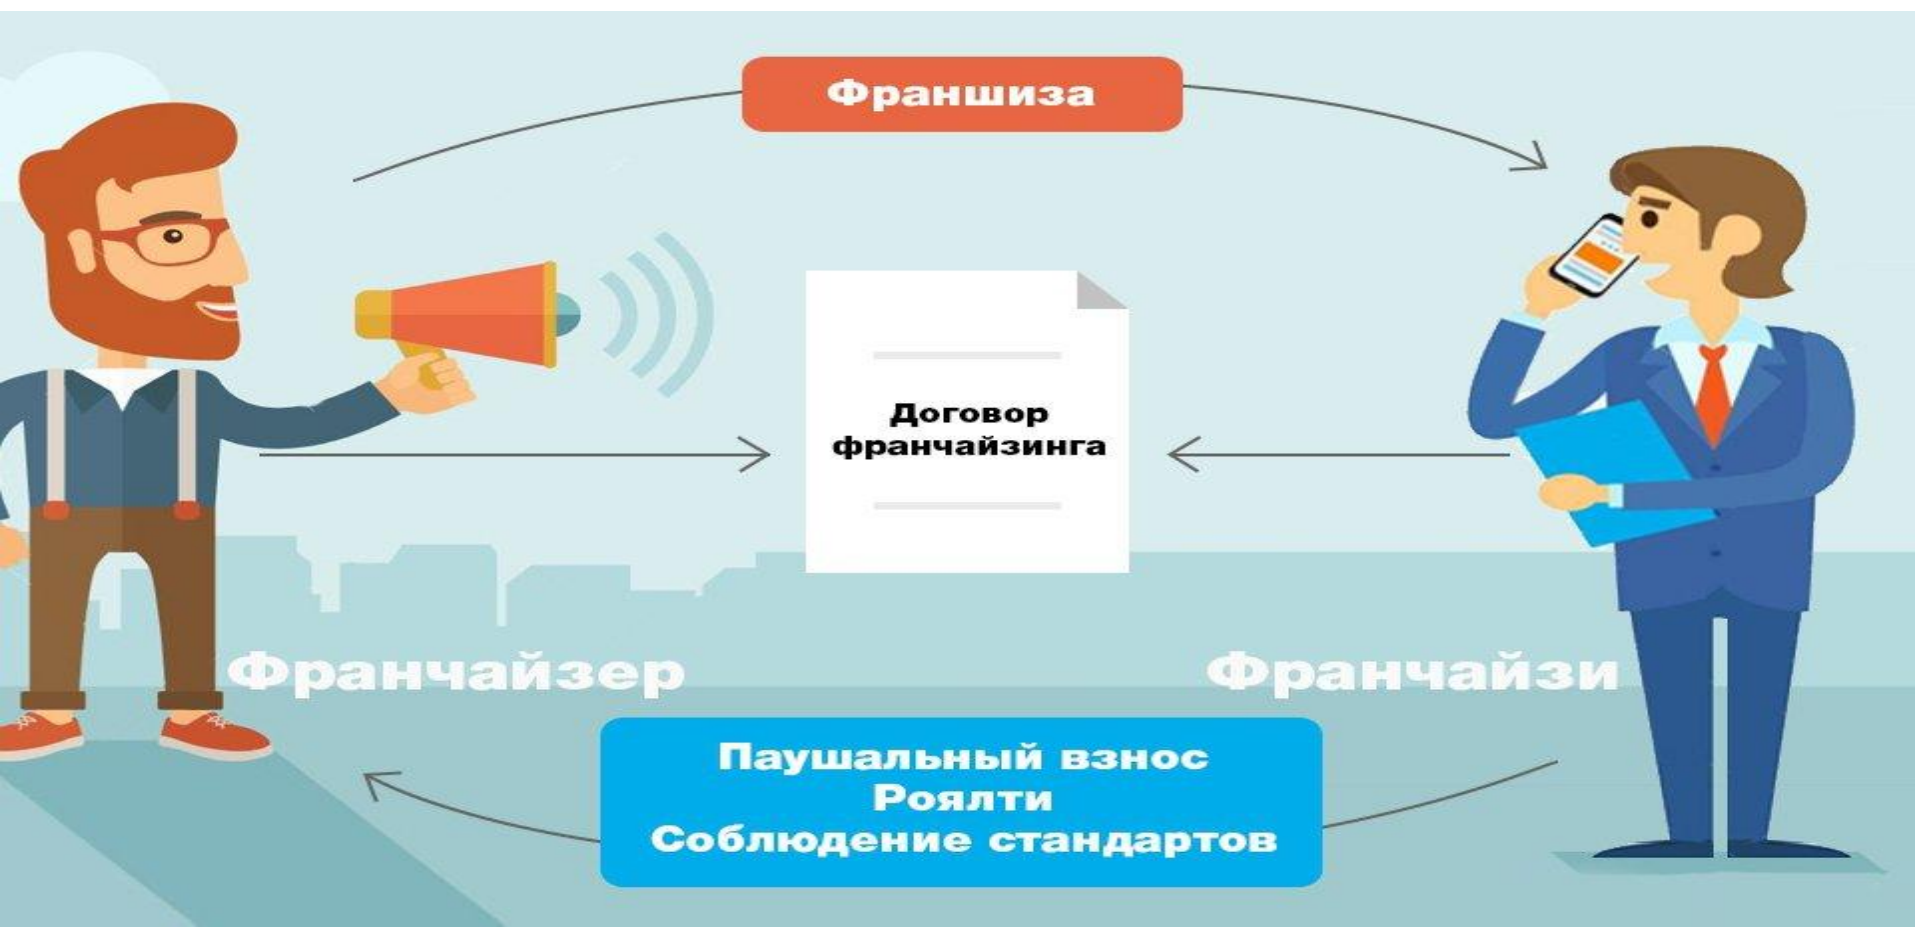 Франшиза
Договор
франчайзинга
Франчайзер
Франчайзи
Паушальный взнос
Роялти
Соблюдение стандартов